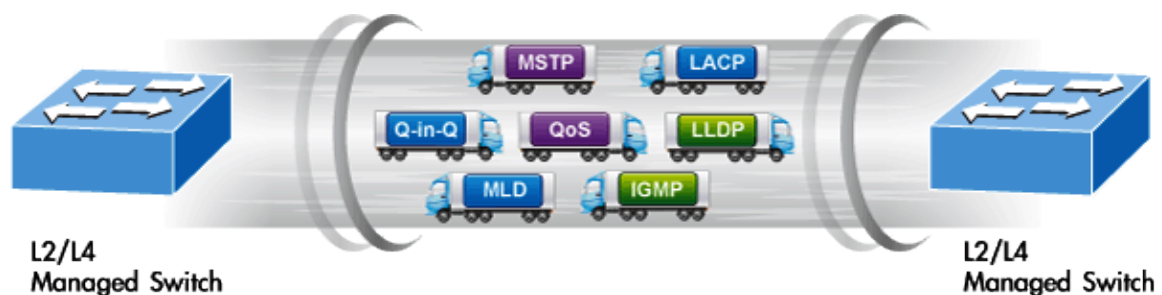 MSTP LACP
Q-in-Q QoS LLDP
MLD IGMP
L2/L4
Managed Switch
L2/L4
Managed Switch